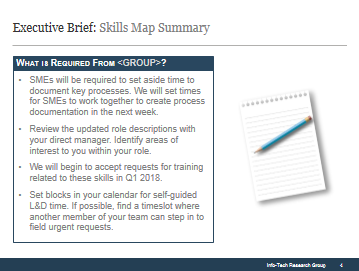 Executive Brief: Skills Map Summary
WHAT IS REQUIRED FROM <GROUP>?
• SMEs will be required to set aside time to
document key processes. We will set times
for SMEs to work together to create process
documentation in the next week.
• Review the updated role descriptions with
your direct manager. Identify areas of
interest to you within your role.
• We will begin to accept requests for training
related to these skills in Q1 2018.
• Set blocks in your calendar for self-guided
L&D time. If possible, find a timeslot where
another member of your team can step in to
field urgent requests.
Info-Tech Research Group 4